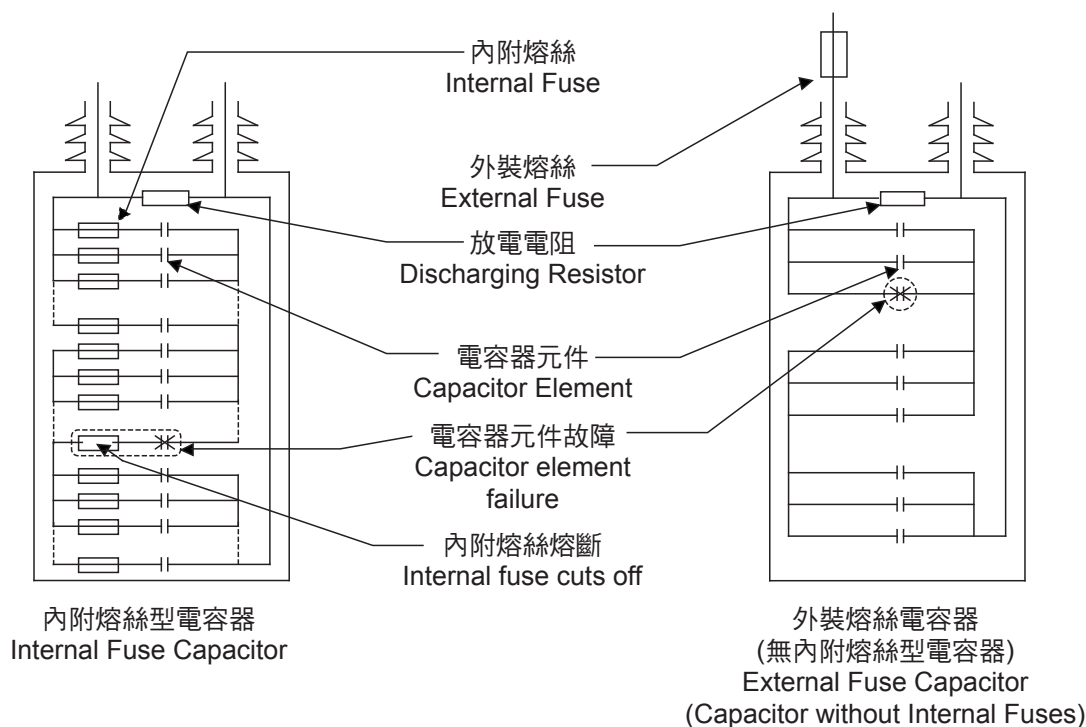 內附熔絲
Internal Fuse
外裝熔絲
External Fuse
放電電阻
Discharging Resistor
電容器元件
Capacitor Element
電容器元件故障
Capacitor element
failure
內附熔絲熔斷
Internal fuse cuts off
內附熔絲型電容器
Internal Fuse Capacitor
外裝熔絲電容器
(無內附熔絲型電容器)
External Fuse Capacitor
(Capacitor without Internal Fuses)